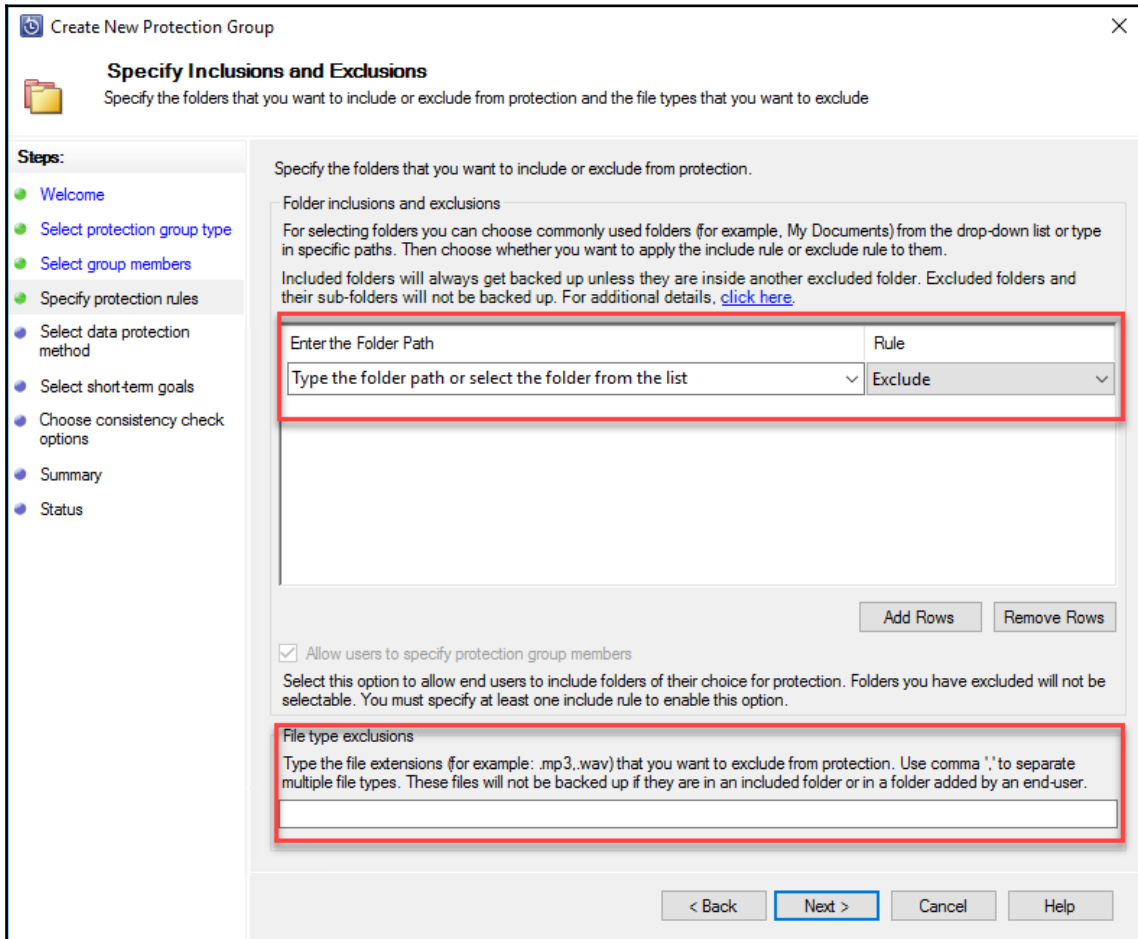 Create New Protection Group
Specify Inclusions and Exclusions
Specify the folders that you want to include or exclude from protection and the file types that you want to exclude
Steps:
Welcome
Select protection group type
Select group members
Specify protection rules
Select data protection
method
Select short-term goals
Choose consistency check
options
Summary
Status
Specify the folders that you want to include or exclude from protection.
Folder inclusions and exclusions
For selecting folders you can choose commonly used folders (for example, My Documents) from the drop-down list or type
in specific paths. Then choose whether you want to apply the include rule or exclude rule to them.
Included folders will always get backed up unless they are inside another excluded folder. Excluded folders and
their sub-folders will not be backed up. For additional details, click here.
Enter the Folder Path Rule
Type the folder path or select the folder from the list Exclude
Add Rows Remove Rows
Allow users to specify protection group members
Select this option to allow end users to include folders of their choice for protection. Folders you have excluded will not be
selectable. You must specify at least one include rule to enable this option.
File type exclusions
Type the file extensions (for example: .mp3,.wav) that you want to exclude from protection. Use comma ',' to separate
multiple file types. These files will not be backed up if they are in an included folder or in a folder added by an end-user.
< Back Next > Cancel Help